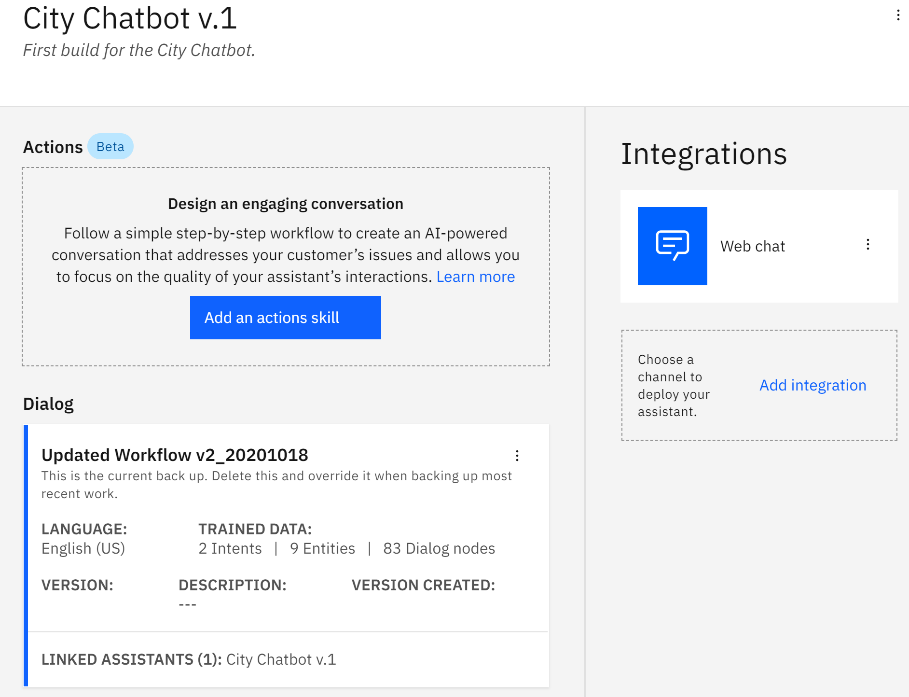 City Chatbot v.1
First build for the City Chatbot.
Actions Beta
Design an engaging conversation
Follow a simple step-by-step workflow to create an AI-powered
conversation that addresses your customer’s issues and allows you
to focus on the quality of your assistant’s interactions. Learn more
Add an actions skill
Dialog
Updated Workflow v2_20201018
This is the current back up. Delete this and override it when backing up most
recent work.
LANGUAGE: TRAINED DATA:
English (US) 2 Intents | 9 Entities | 83 Dialog nodes
VERSION: DESCRIPTION: VERSION CREATED:
---
LINKED ASSISTANTS (1): City Chatbot v.1
Integrations
Web chat
Choose a
channel to
deploy your
assistant.
Add integration